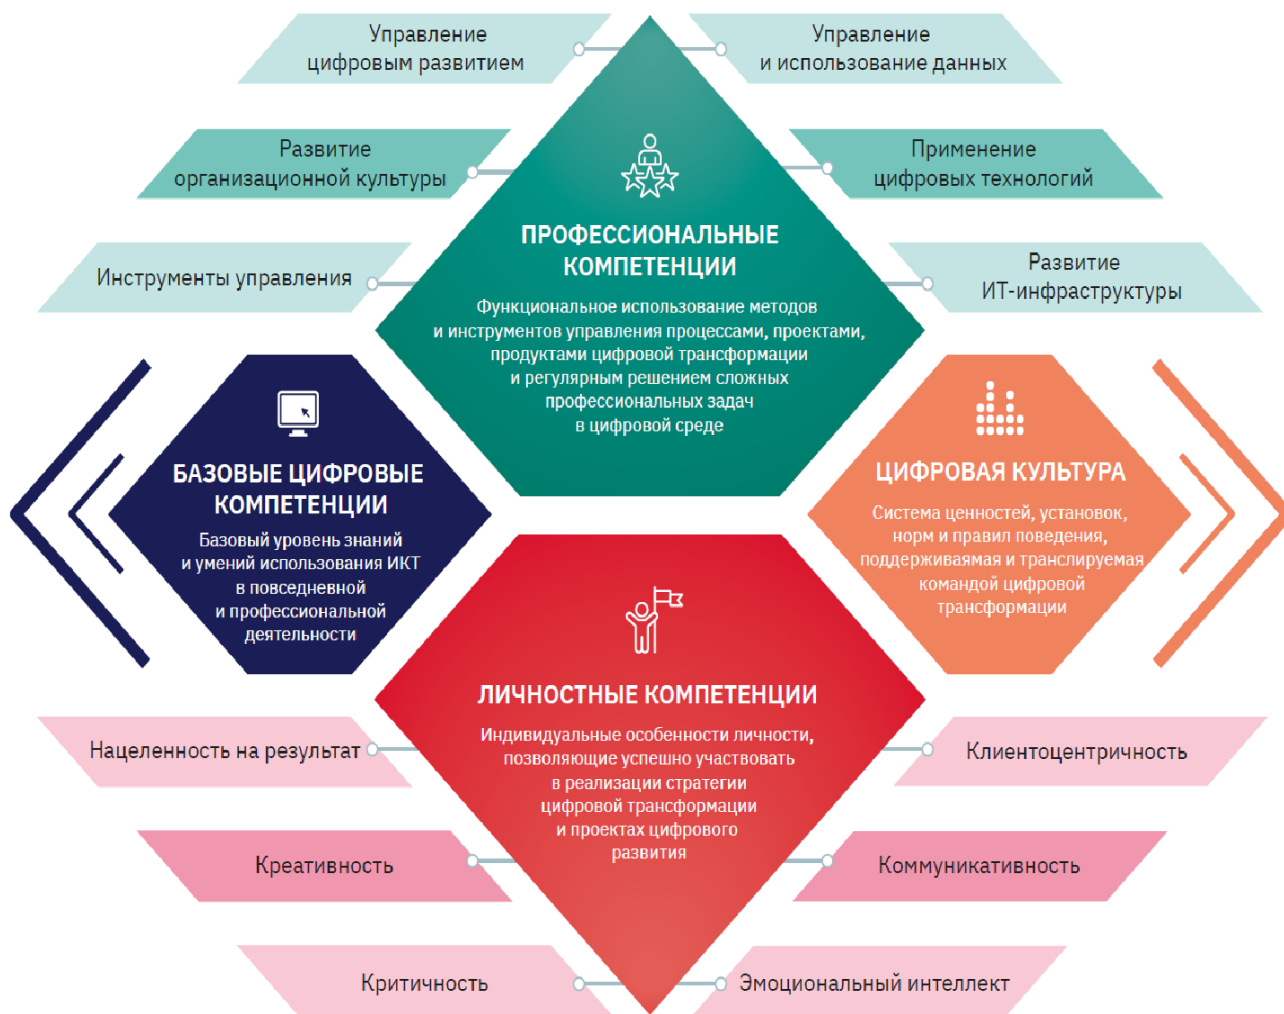 Управление
цифровым развитием
Управление
и использование данных
Развитие
организационной культуры
Применение
цифровых технологий
Инструменты управления
Развитие
ИТ-инфраструктуры
ПРОФЕССИОНАЛЬНЫЕ
КОМПЕТЕНЦИИ
Функциональное использование методов
и инструментов управления процессами, проектами,
продуктами цифровой трансформации
и регулярным решением сложных
профессиональных задач
в цифровой среде
БАЗОВЫЕ ЦИФРОВЫЕ
КОМПЕТЕНЦИИ
Базовый уровень знаний
и умений использования ИКТ
в повседневной
и профессиональной
деятельности
ЦИФРОВАЯ КУЛЬТУРА
Система ценностей, установок,
норм и правил поведения,
поддерживаямая и транслируемая
командой цифровой
трансформации
ЛИЧНОСТНЫЕ КОМПЕТЕНЦИИ
Индивидуальные особенности личности,
позволяющие успешно участвовать
в реализации стратегии
цифровой трансформации
и проектах цифрового
развития
Нацеленность на результат
Клиентоцентричность
Креативность
Коммуникативность
Критичность
Эмоциональный интеллект